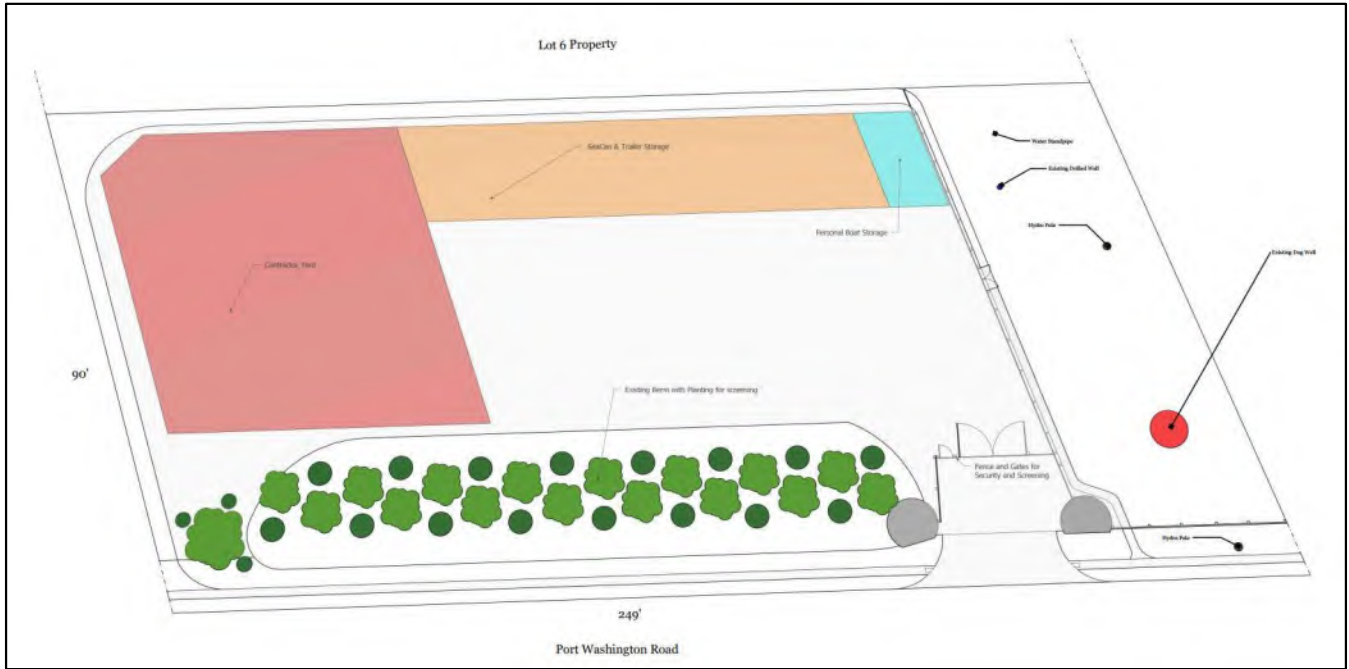 Lot 6 Property
SeaCan & Trailer Storage
Water Standpipe
Existing Drilled Well
Hydro Pole
Personal Boat Storage
Existing Dug Well
Contractor Yard
90'
Existing Berm with Planting for screening
Fence and Gates for
Security and Screening
Hydro Pole
249'
Port Washington Road